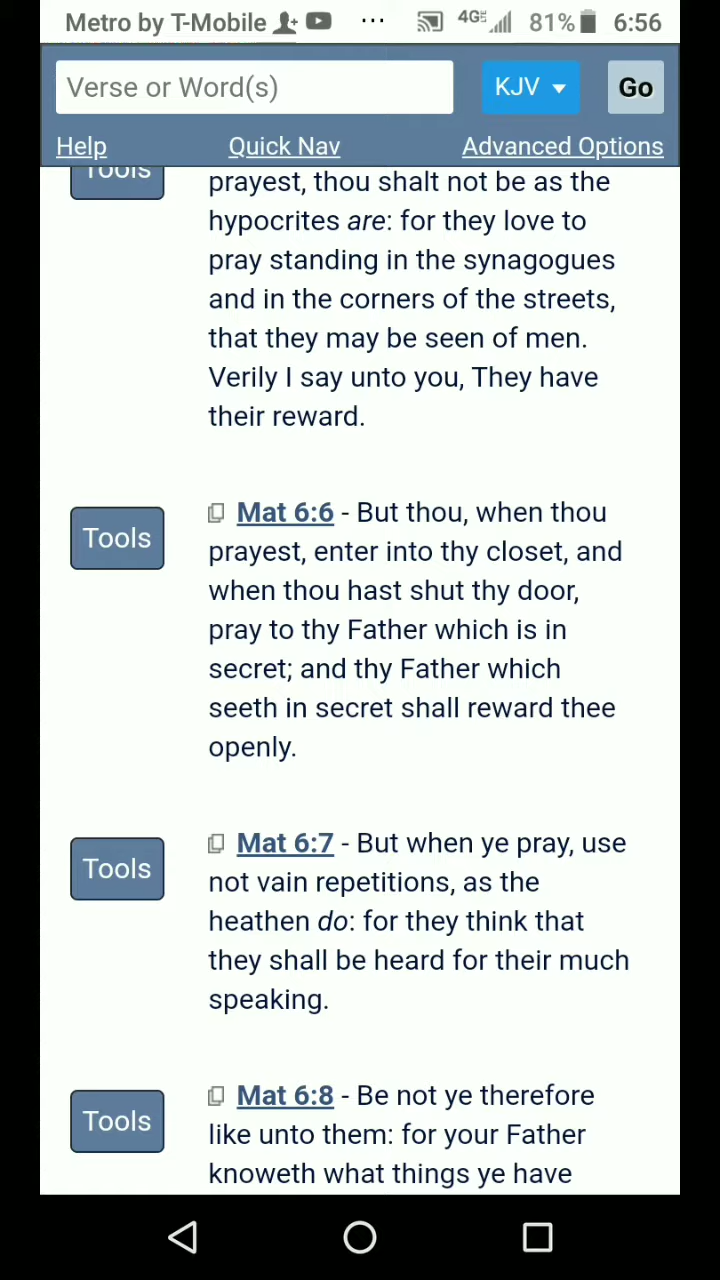 Metro by T-Mobile ... 4GLTE 81% 6:56
Verse or Word(s) KJV Go
Help Quick Nav Advanced Options
Tools prayest, thou shalt not be as the
hypocrites are: for they love to
pray standing in the synagogues
and in the corners of the streets,
that they may be seen of men.
Verily I say unto you, They have
their reward.
Mat 6:6 - But thou, when thou
Tools
prayest, enter into thy closet, and
when thou hast shut thy door,
pray to thy Father which is in
secret; and thy Father which
seeth in secret shall reward thee
openly.
Mat 6:7 - But when ye pray, use
Tools
not vain repetitions, as the
heathen do: for they think that
they shall be heard for their much
speaking.
Mat 6:8 - Be not ye therefore
Tools
like unto them: for your Father
knoweth what things ye have